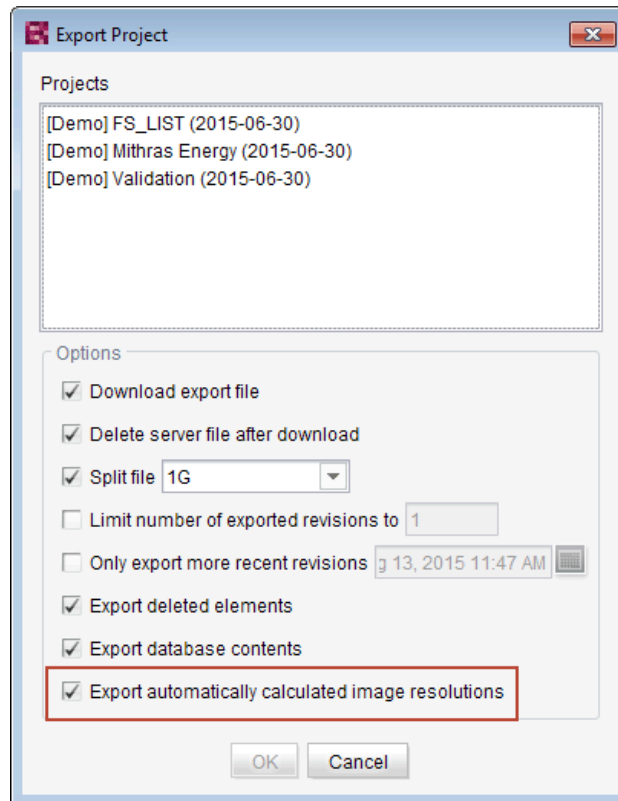 Export Project
Projects
[Demo] FS_LIST (2015-06-30)
[Demo] Mithras Energy (2015-06-30)
[Demo] Validation (2015-06-30)
Options
Download export file
Delete server file after download
Split file 1G
Limit number of exported revisions to 1
Only export more recent revisions g 13, 2015 11:47 AM
Export deleted elements
Export database contents
Export automatically calculated image resolutions
OK Cancel